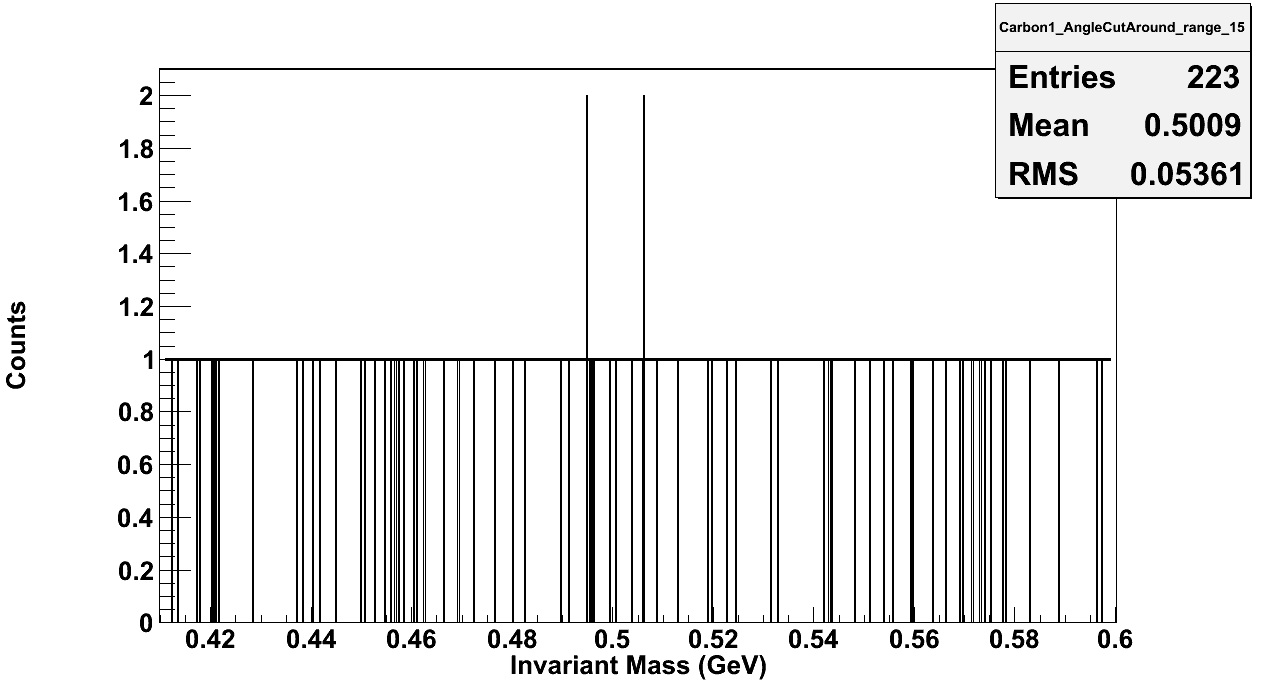 Carbon1_AngleCutAround_range_15
Entries 223
Mean 0.5009
RMS 0.05361
2
1.8
1.6
1.4
1.2
1
0.8
0.6
0.4
0.2
0
Counts
0.42 0.44 0.46 0.48 0.5 0.52 0.54 0.56 0.58 0.6
Invariant Mass (GeV)